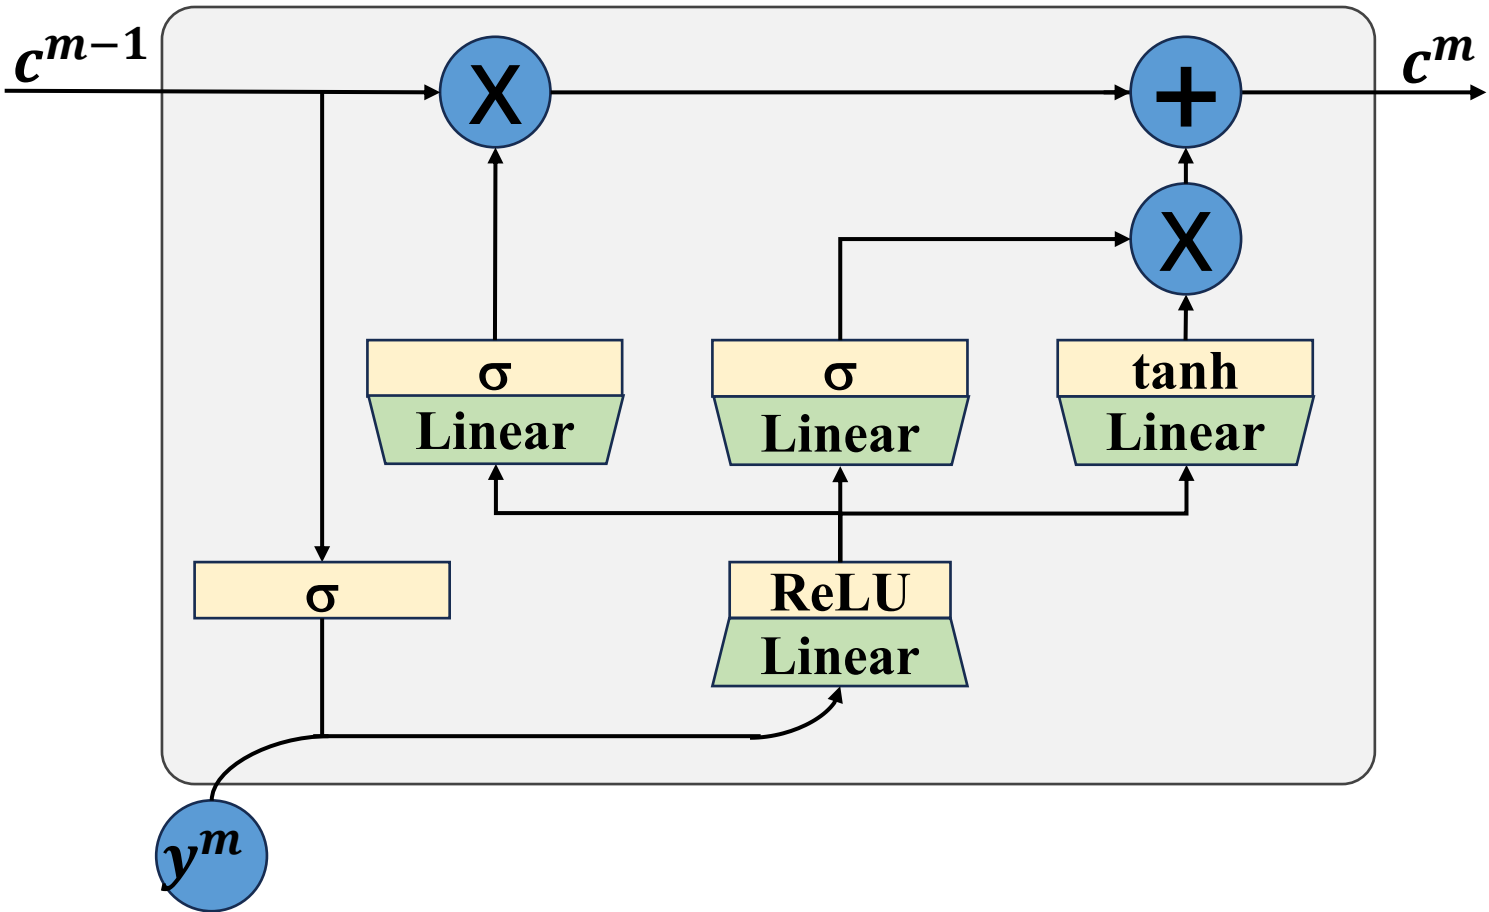 c^{m-1}
X
+
c^m
X
σ
σ
tanh
Linear
Linear
Linear
σ
ReLU
Linear
y^m